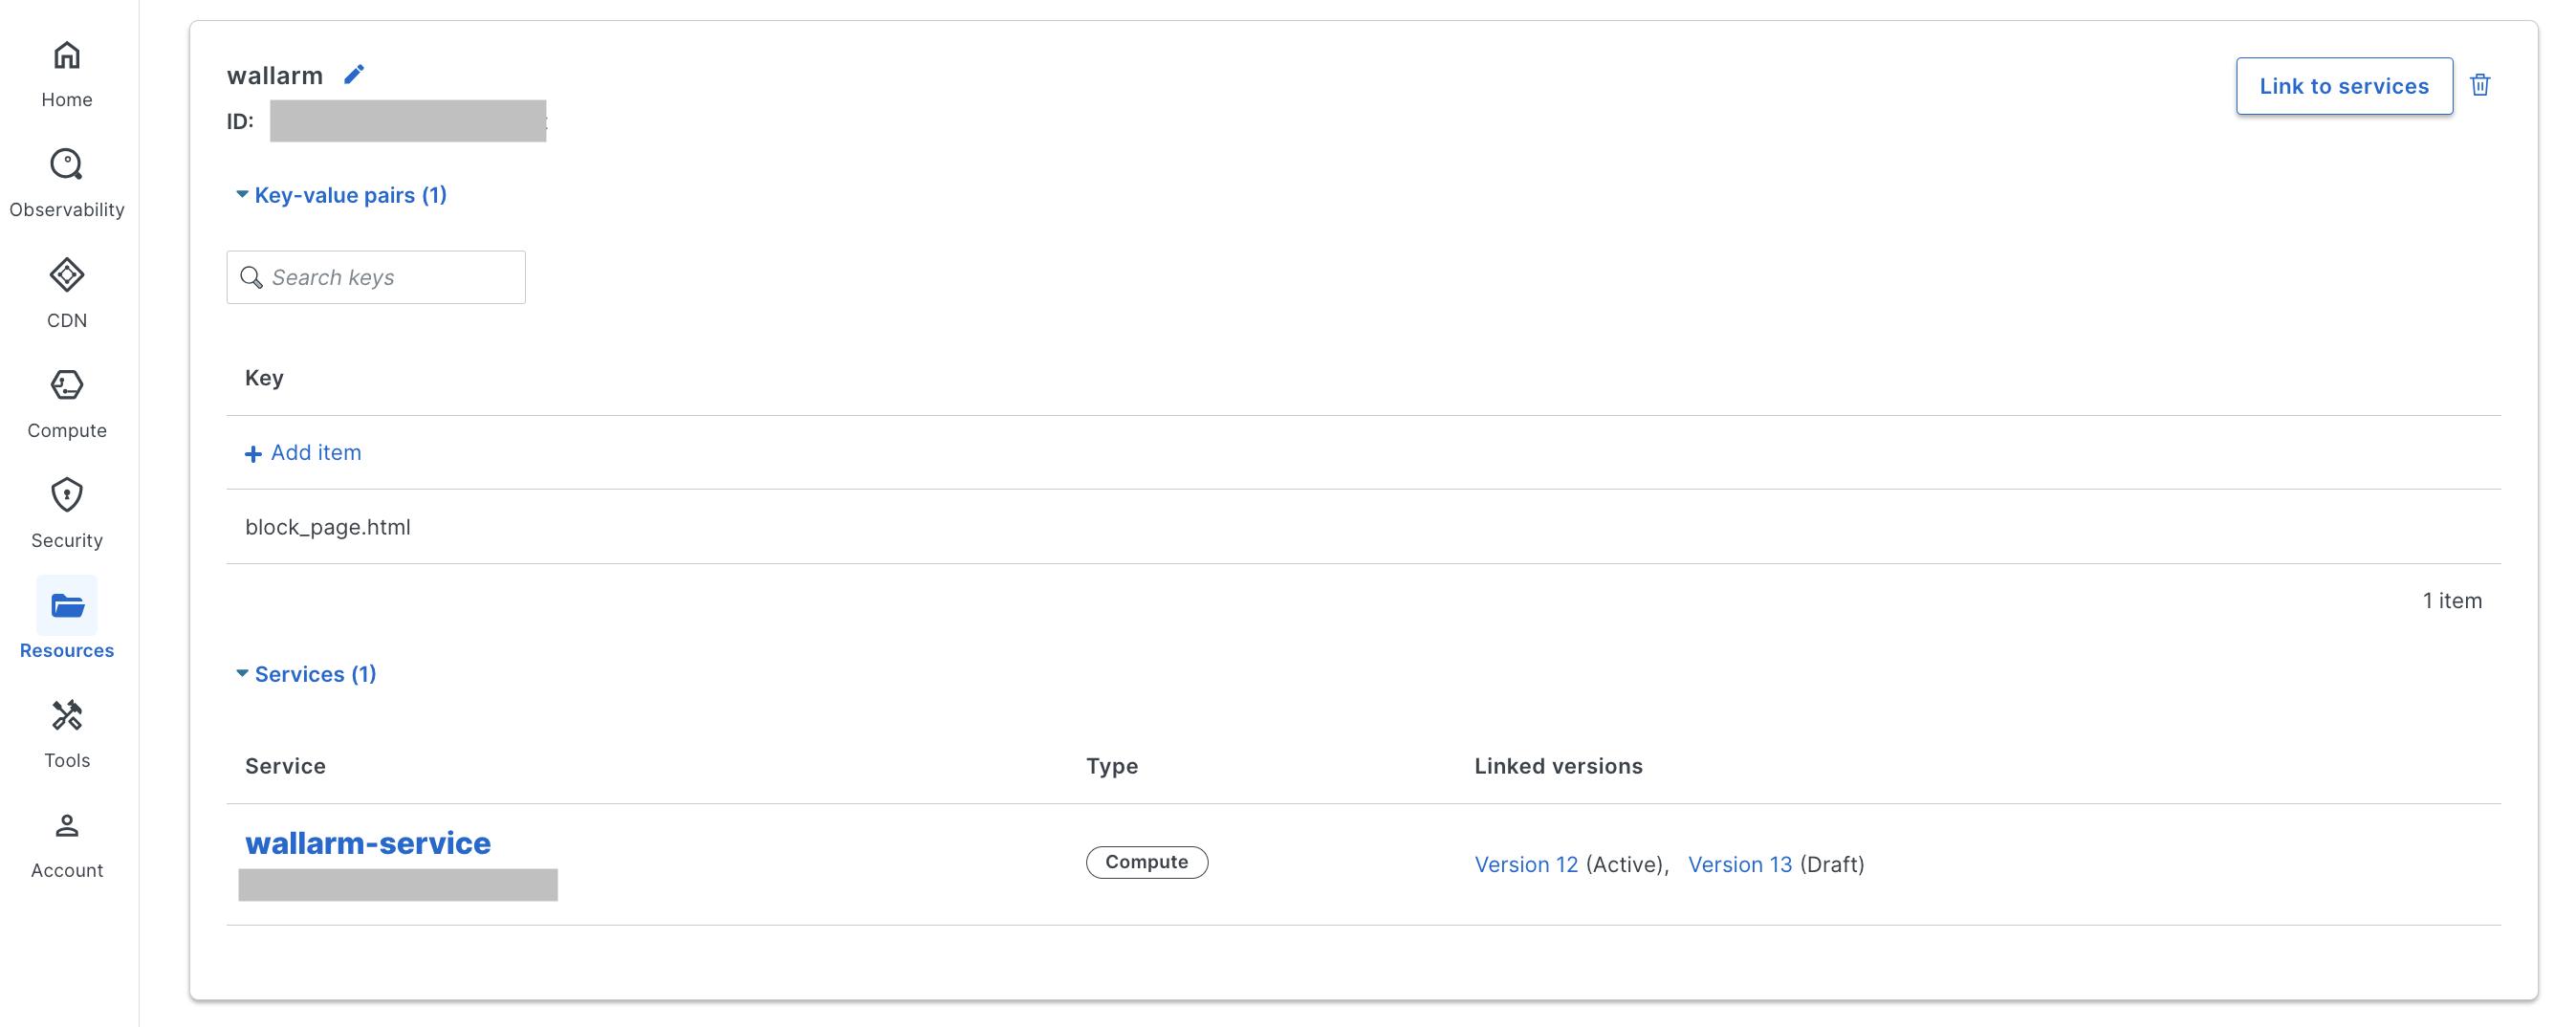 Home
Observability
CDN
Compute
Security
Resources
Tools
Account
wallarm
Link to services
ID:
Key-value pairs (1)
Search keys
Key
Add item
block_page.html
1 item
Services (1)
Service Type Linked versions
wallarm-service
Compute
Version 12 (Active), Version 13 (Draft)